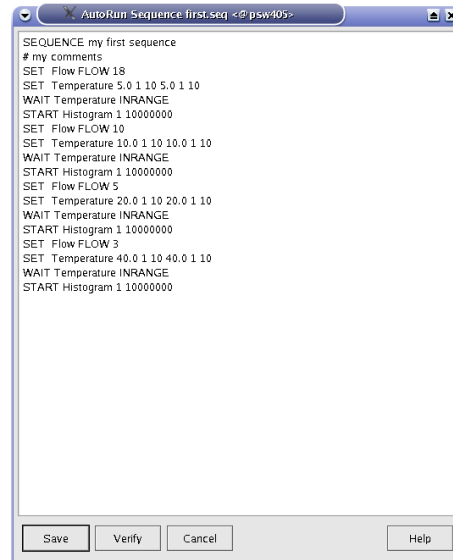 AutoRun Sequence first.seq <@psw405>
SEQUENCE my first sequence
# my comments
SET Flow FLOW 18
SET Temperature 5.0 1 10 5.0 1 10
WAIT Temperature INRANGE
START Histogram 1 10000000
SET Flow FLOW 10
SET Temperature 10.0 1 10 10.0 1 10
WAIT Temperature INRANGE
START Histogram 1 10000000
SET Flow FLOW 5
SET Temperature 20.0 1 10 20.0 1 10
WAIT Temperature INRANGE
START Histogram 1 10000000
SET Flow FLOW 3
SET Temperature 40.0 1 10 40.0 1 10
WAIT Temperature INRANGE
START Histogram 1 10000000
Save Verify Cancel Help